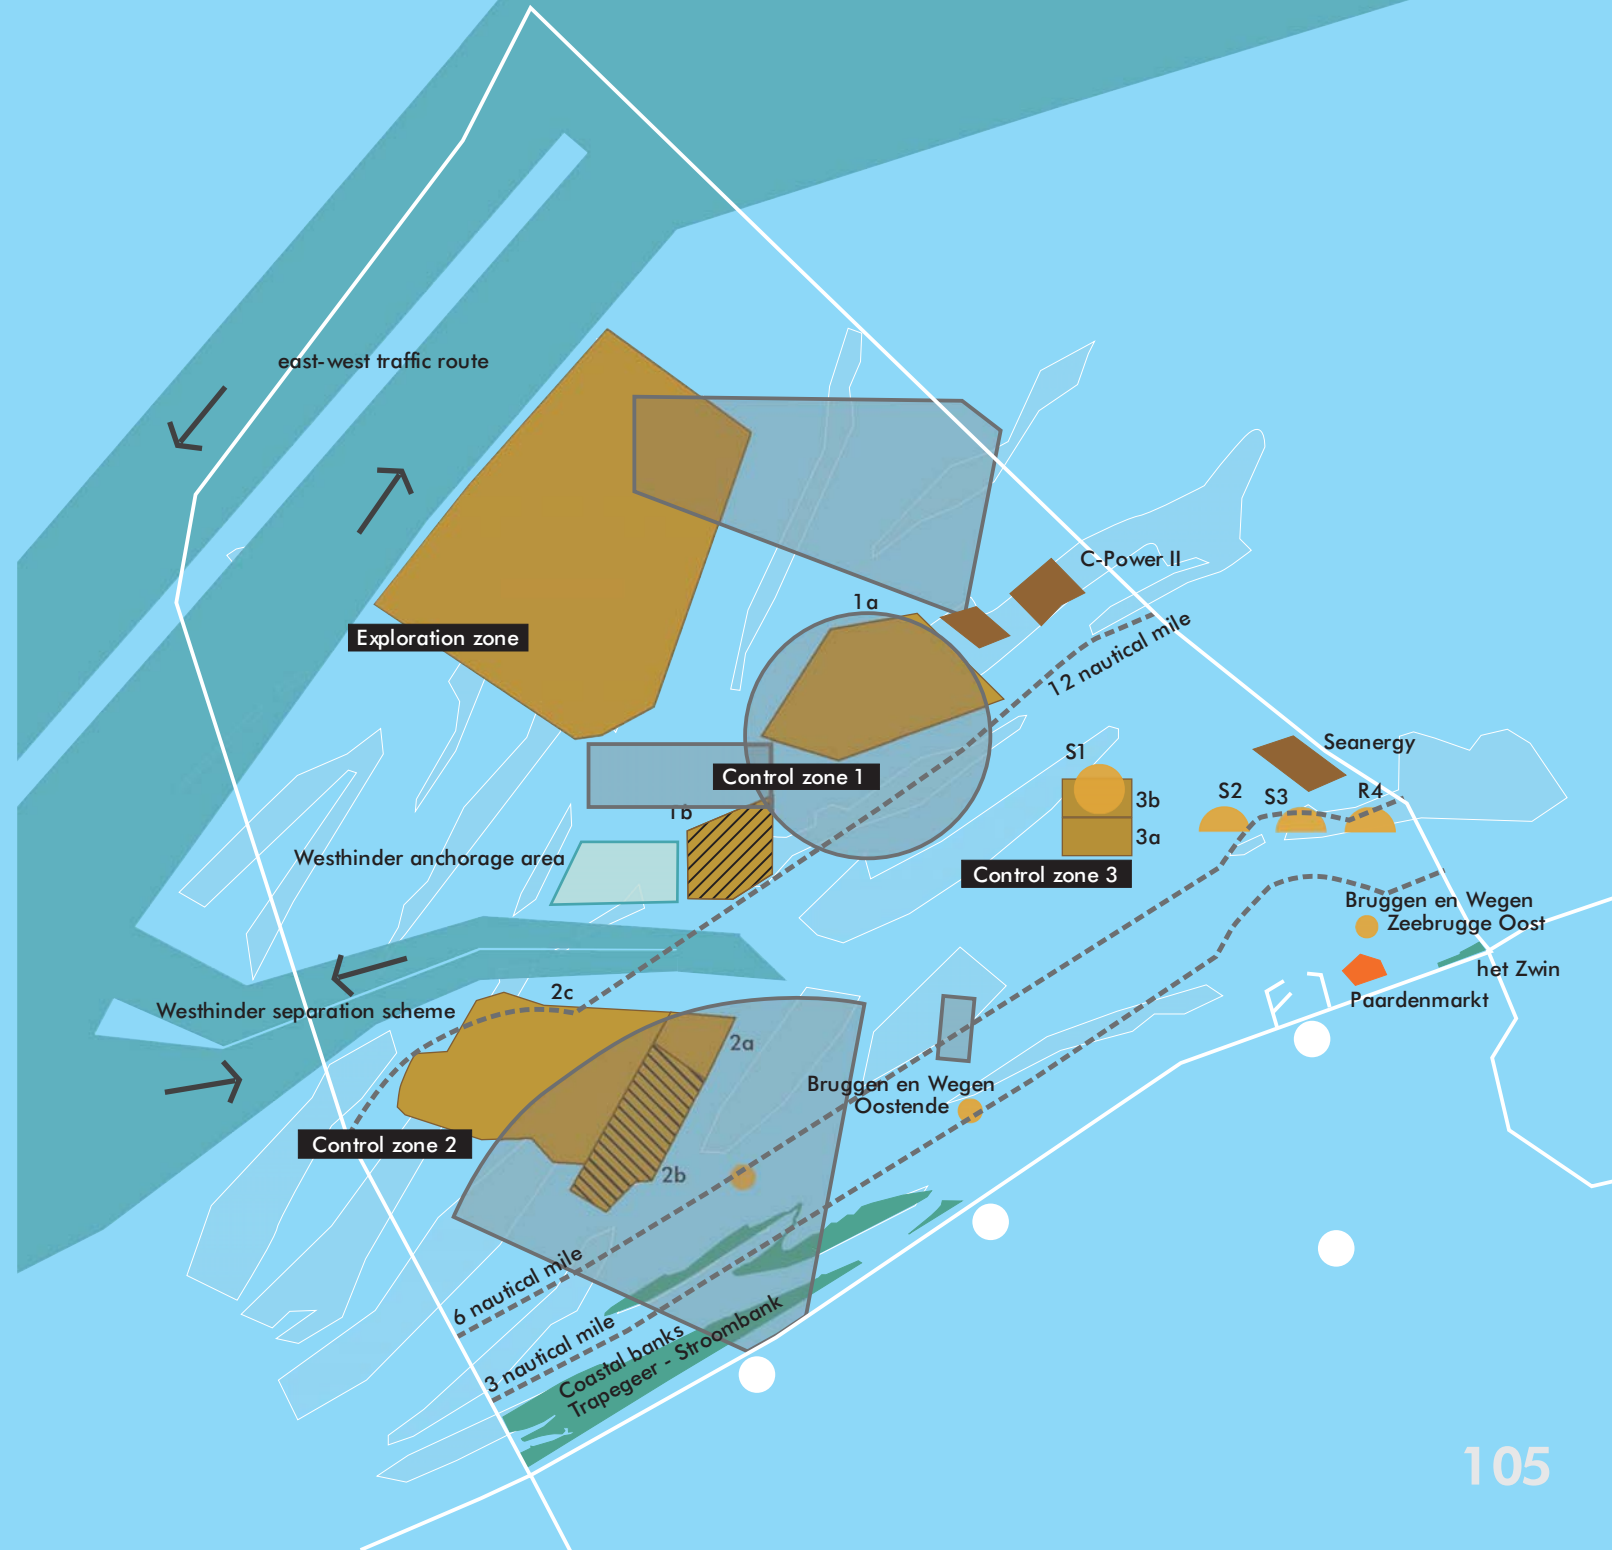 east-west traffic route
C-Power II
1a
Exploration zone
12 nautical mile
Seanergy
S1
Control zone 1
S2
S3
R4
3b
1b
3a
Westhinder anchorage area
Control zone 3
Bruggen en Wegen
Zeebrugge Oost
het Zwin
2c
Paardenmarkt
Westhinder separation scheme
2a
Bruggen en Wegen
Oostende
Control zone 2
2b
6 nautical mile
3 nautical mile
Coastal banks
Trapegeer - Stroombank
105